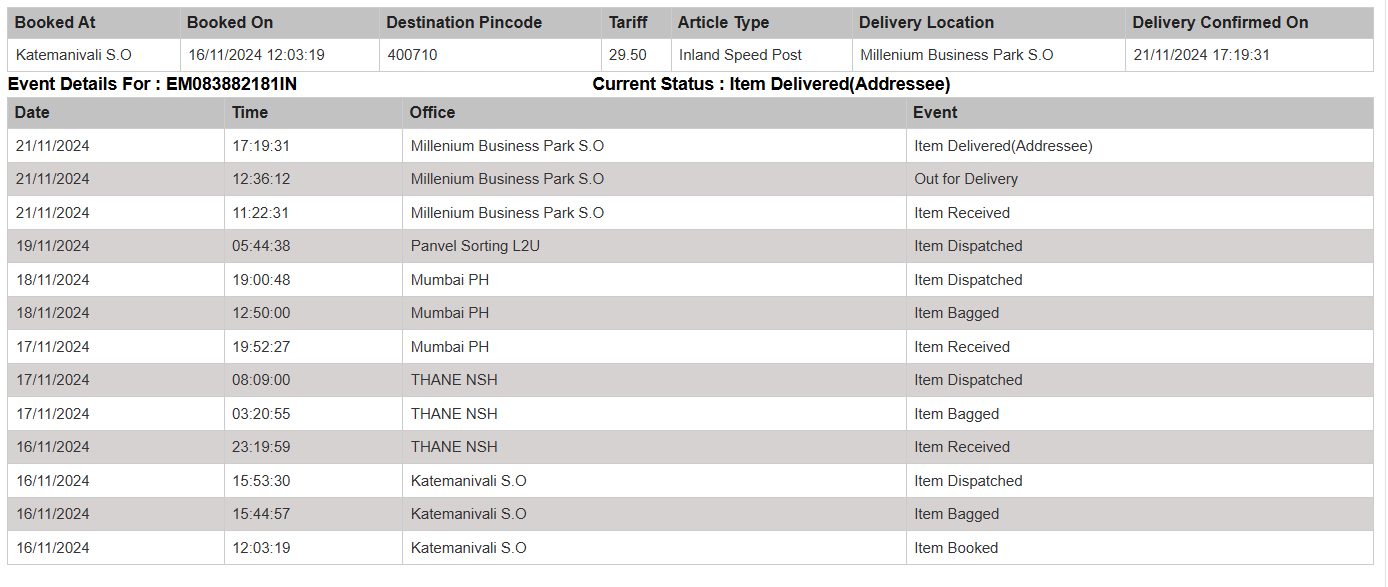 Booked At Booked On Destination Pincode Tariff Article Type Delivery Location Delivery Confirmed On
Katemanivali S.O 16/11/2024 12:03:19 400710 29.50 Inland Speed Post Millenium Business Park S.O 21/11/2024 17:19:31
Event Details For : EM083882181IN Current Status : Item Delivered(Addressee)
Date Time Office Event
21/11/2024 17:19:31 Millenium Business Park S.O Item Delivered(Addressee)
21/11/2024 12:36:12 Millenium Business Park S.O Out for Delivery
21/11/2024 11:22:31 Millenium Business Park S.O Item Received
19/11/2024 05:44:38 Panvel Sorting L2U Item Dispatched
18/11/2024 19:00:48 Mumbai PH Item Dispatched
18/11/2024 12:50:00 Mumbai PH Item Bagged
17/11/2024 19:52:27 Mumbai PH Item Received
17/11/2024 08:09:00 THANE NSH Item Dispatched
17/11/2024 03:20:55 THANE NSH Item Bagged
16/11/2024 23:19:59 THANE NSH Item Received
16/11/2024 15:53:30 Katemanivali S.O Item Dispatched
16/11/2024 15:44:57 Katemanivali S.O Item Bagged
16/11/2024 12:03:19 Katemanivali S.O Item Booked